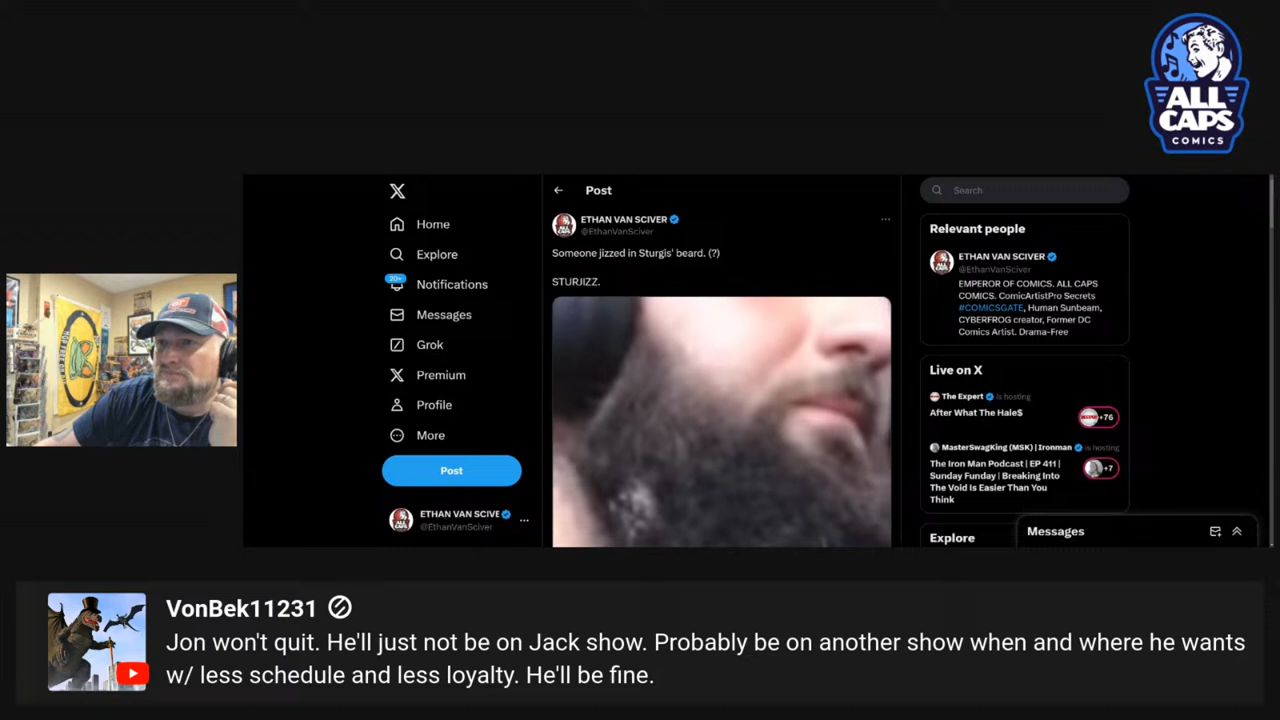 ALL
CAPS
COMICS
Home
Explore
20+
Notifications
Messages
Grok
Premium
Profile
More
Post
ETHAN VAN SCIVE
@EthanVanSciver
Post
ETHAN VAN SCIVER
@EthanVanSciver
Someone jizzed in Sturgis' beard. (?)
STURJIZZ.
Search
Relevant people
ETHAN VAN SCIVER
@EthanVanSciver
EMPEROR OF COMICS. ALL CAPS
COMICS. ComicArtistPro Secrets
#COMICSGATE, Human Sunbeam,
CYBERFROG creator, Former DC
Comics Artist. Drama-Free
Live on X
The Expert is hosting
After What The Hale$
+76
MasterSwagKing (MSK) | Ironman is hosting
The Iron Man Podcast | EP 411 |
Sunday Funday | Breaking Into
The Void Is Easier Than You
Think
+7
Explore
Messages
VonBek11231
Jon won't quit. He'll just not be on Jack show. Probably be on another show when and where he wants
w/ less schedule and less loyalty. He'll be fine.